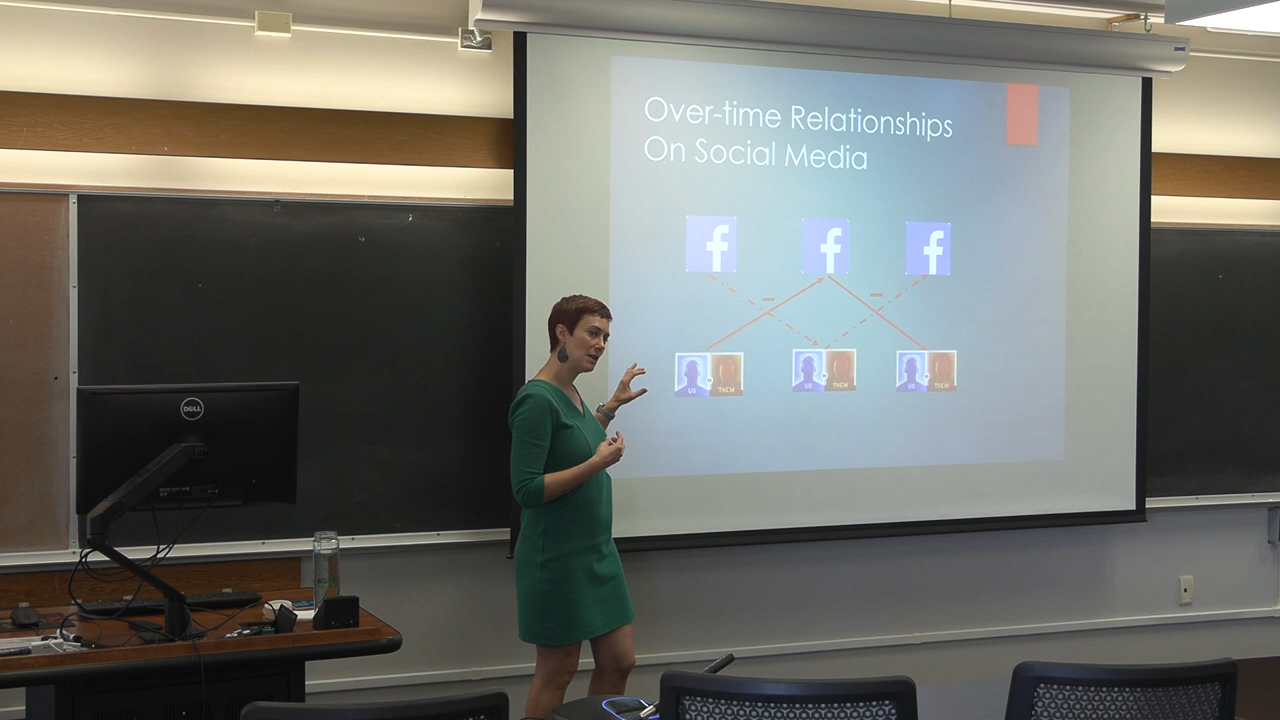 Over-time Relationships
On Social Media
f f f
US THEM US THEM US THEM
DELL